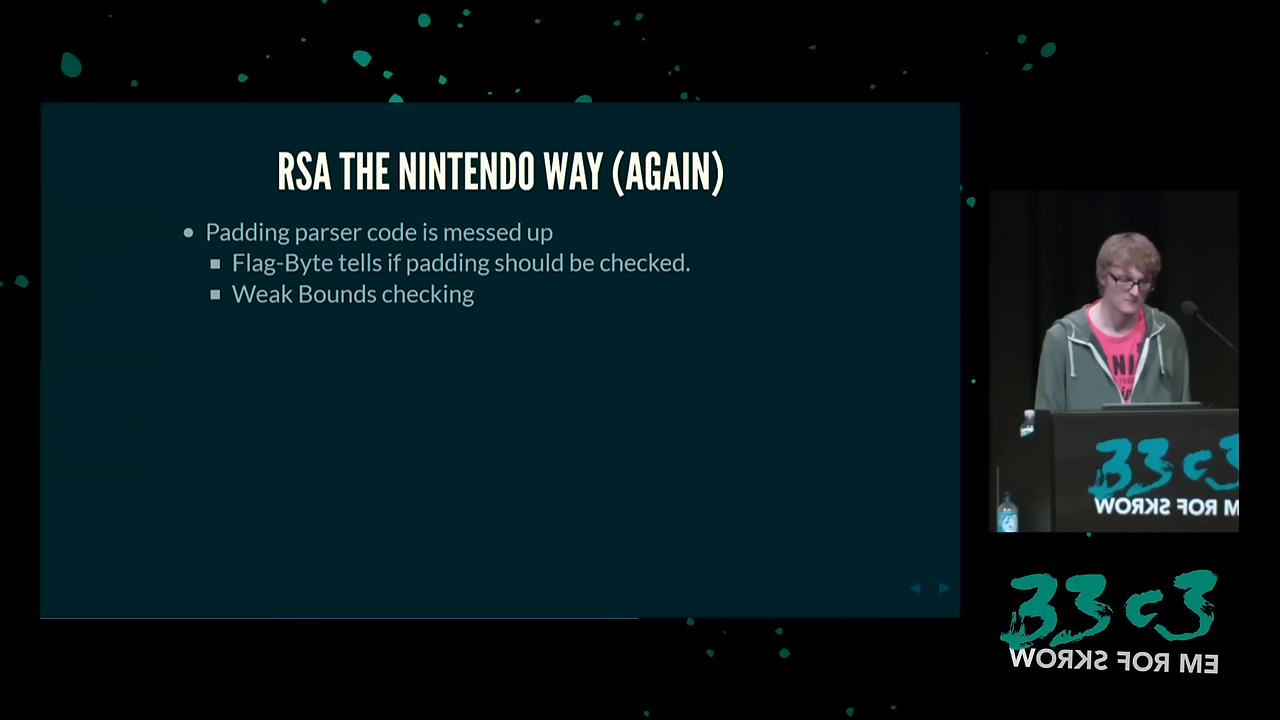 RSA THE NINTENDO WAY (AGAIN)
Padding parser code is messed up
Flag-Byte tells if padding should be checked.
Weak Bounds checking
33c3
WORKS FOR ME
33c3
WORKS FOR ME